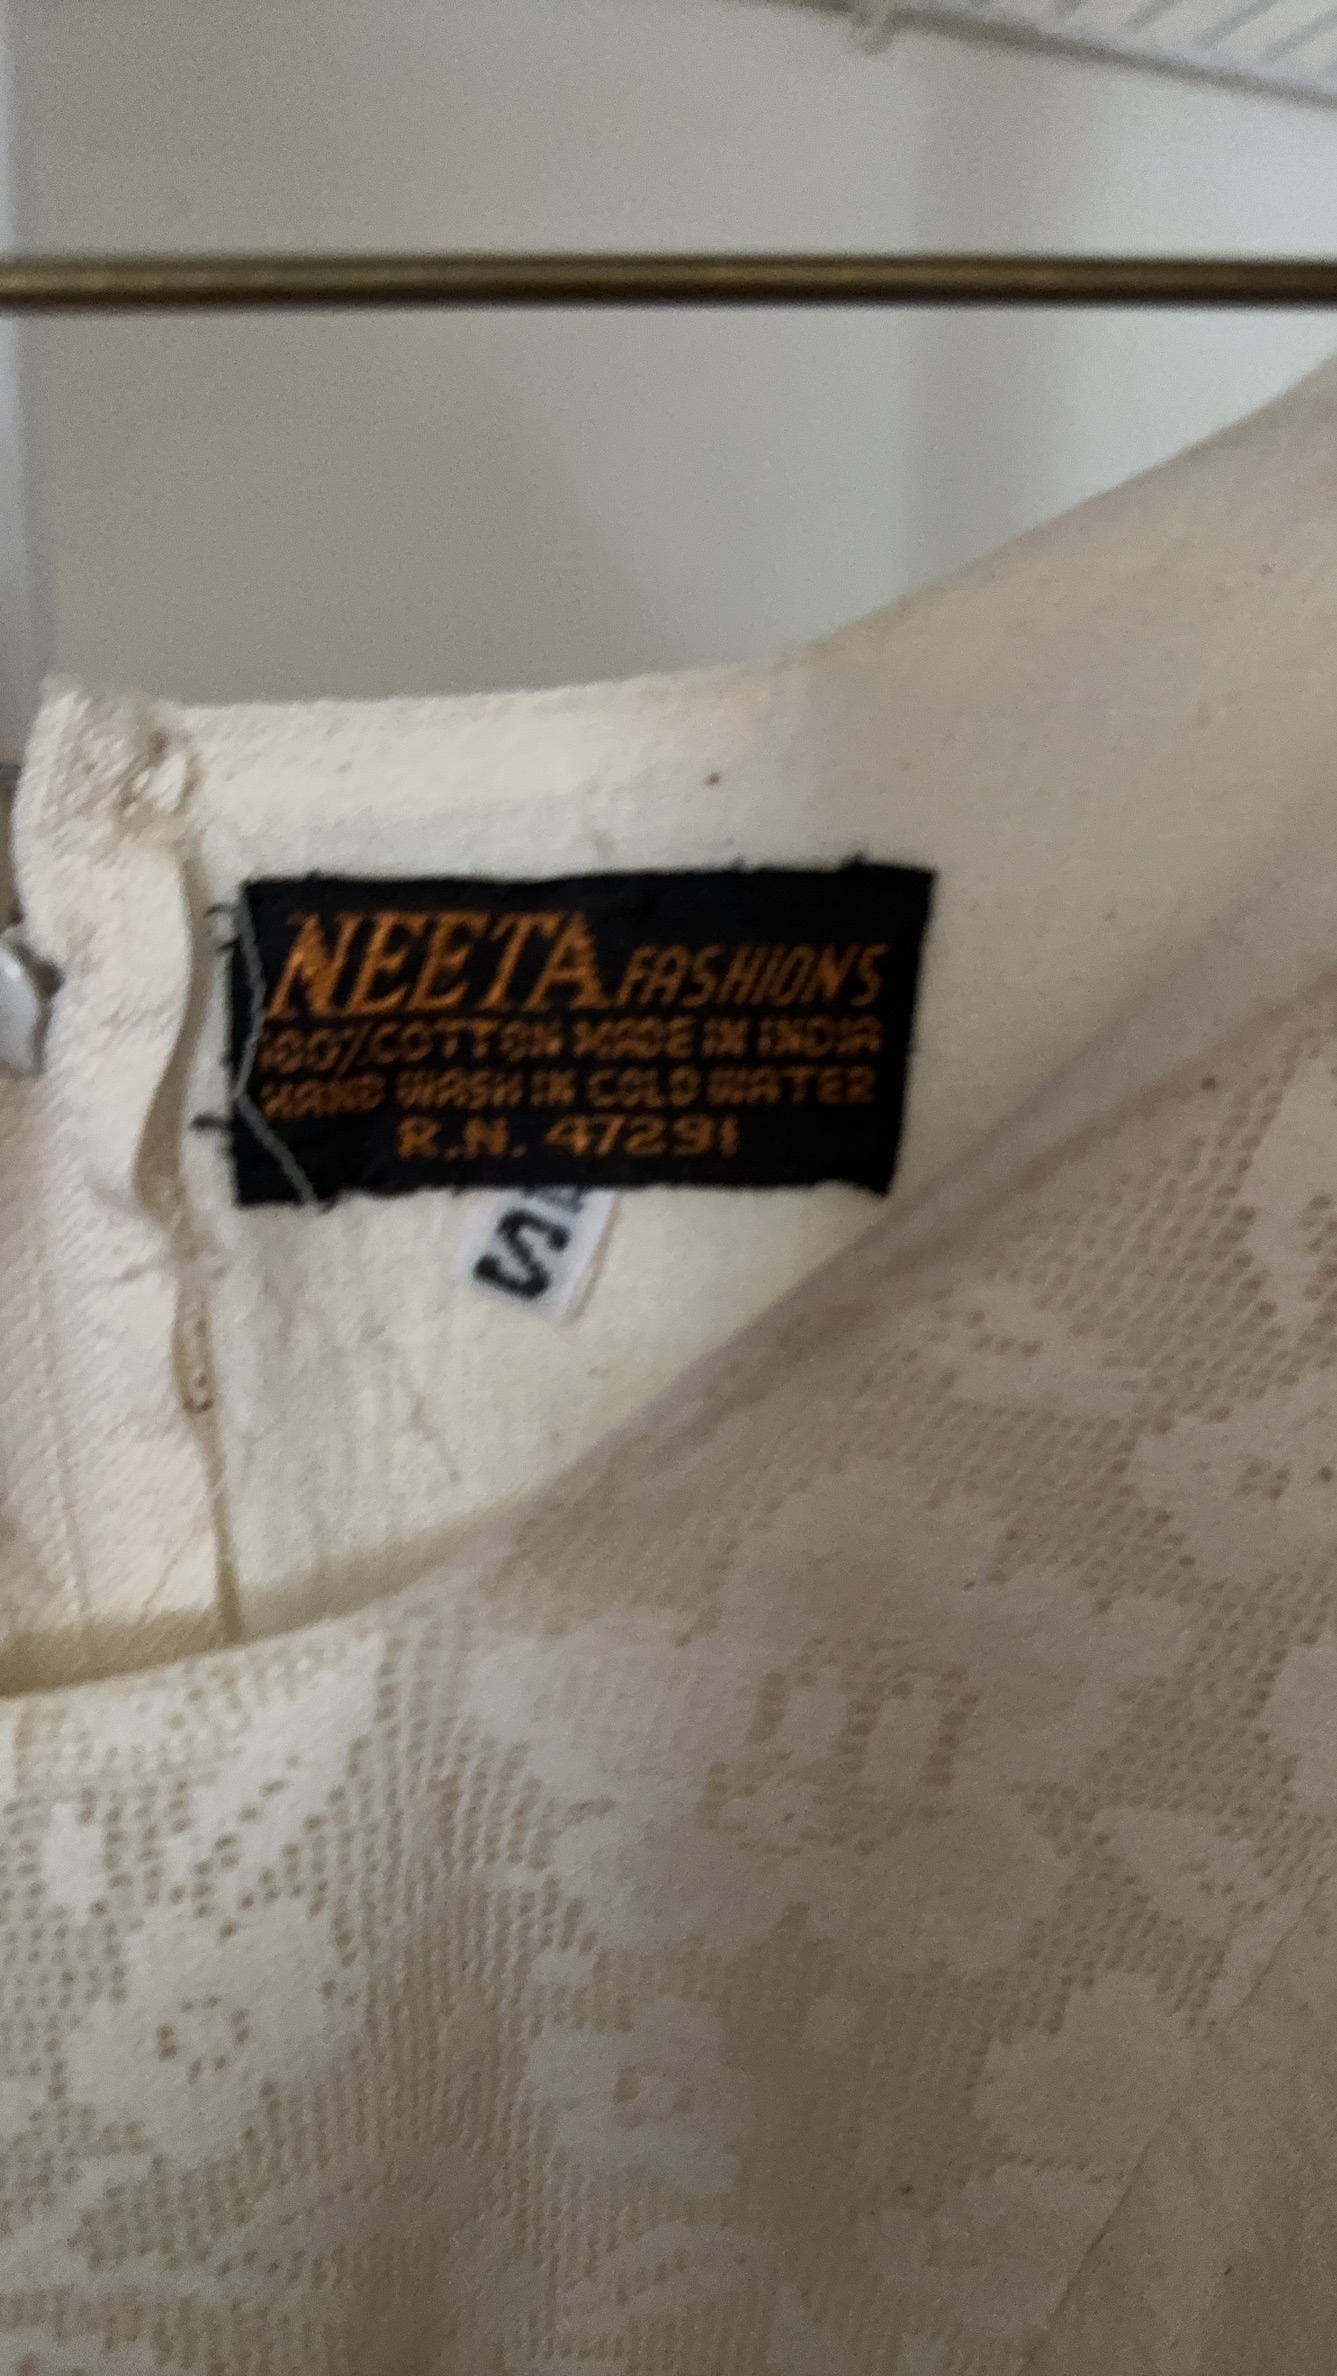 NEETA FASHIONS
100% COTTON MADE IN INDIA
HAND WASH IN COLD WATER
R.N. 47291
S